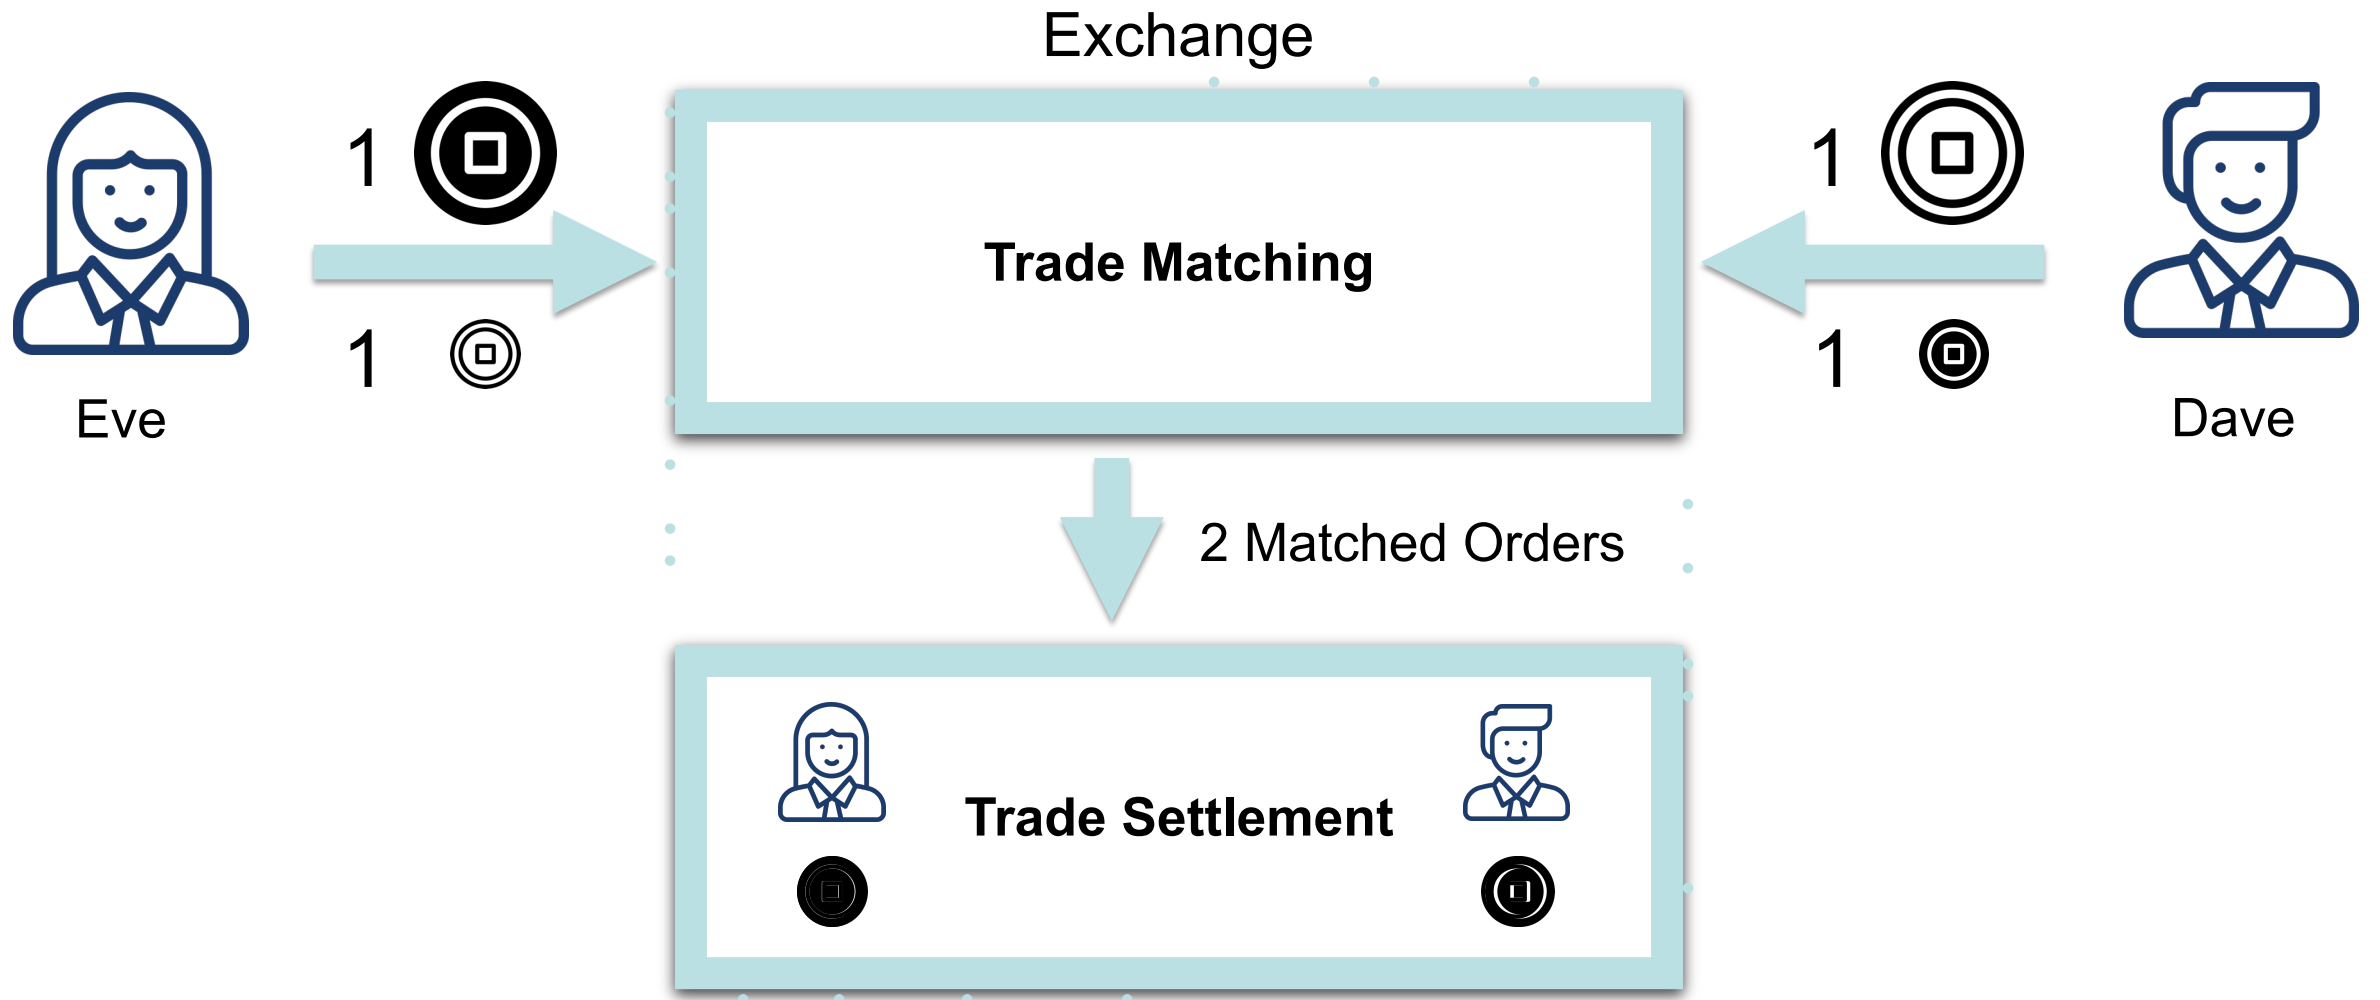 Exchange
1
1
Trade Matching
1
1
Eve
Dave
2 Matched Orders
Trade Settlement